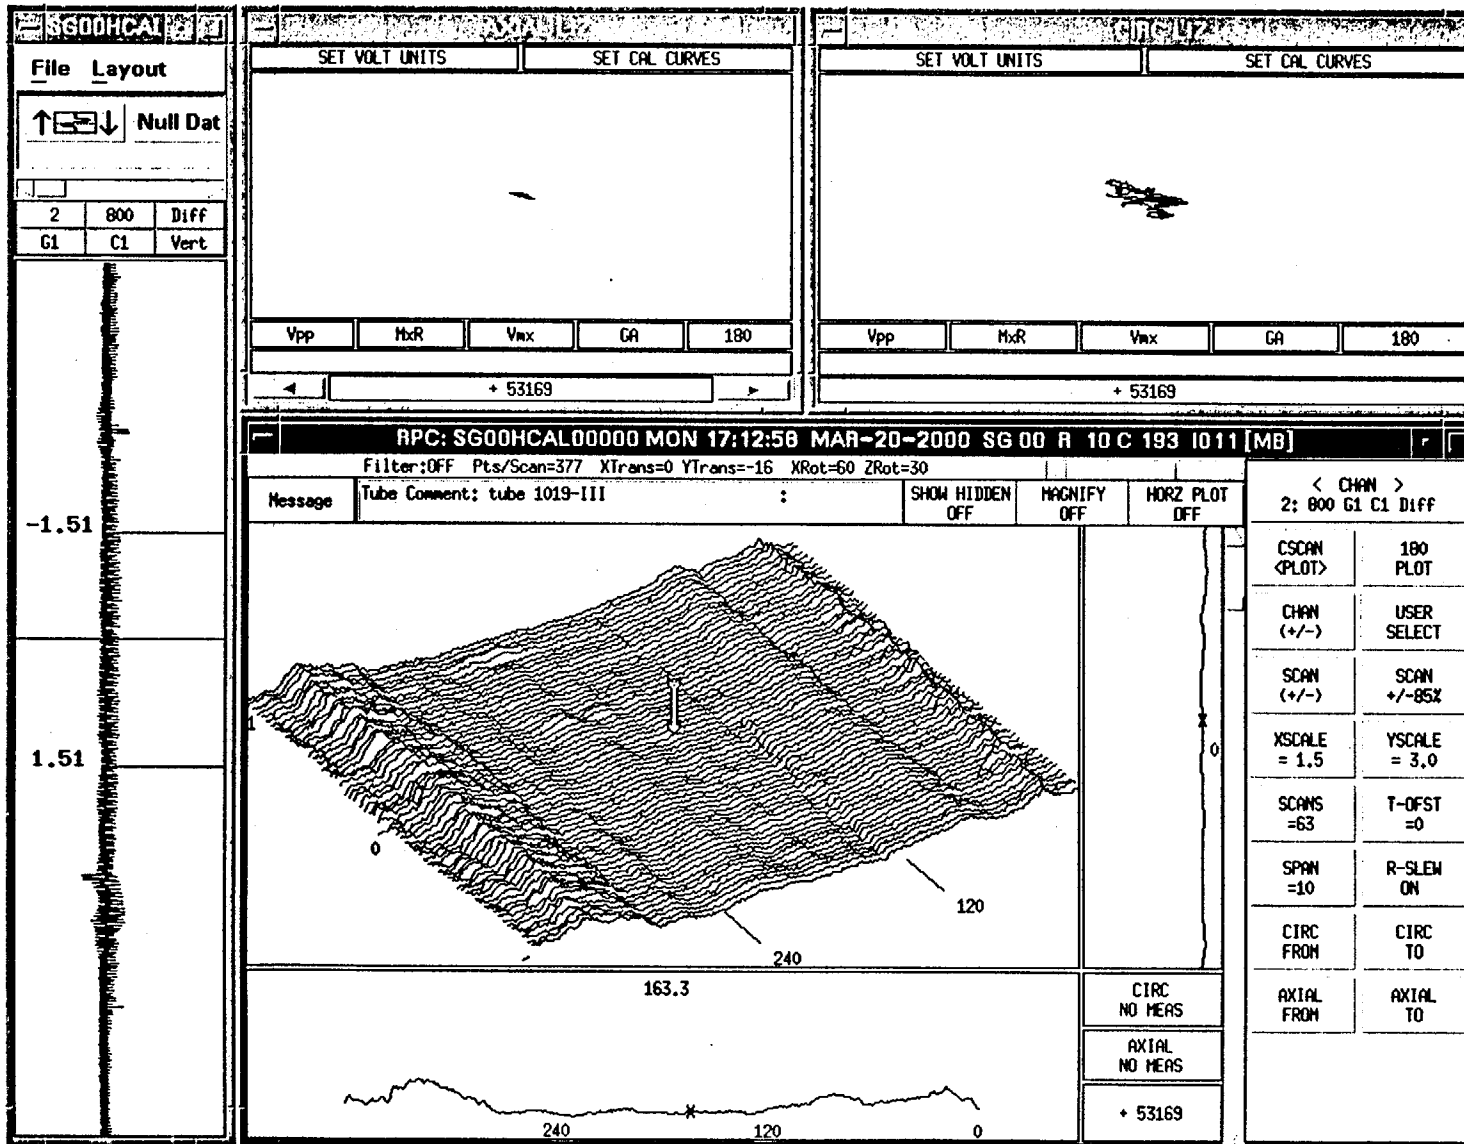 SG00HCAL
File Layout
Null Dat
2 800 Diff
G1 C1 Vert
-1.51
1.51
SET VOLT UNITS SET CAL CURVES
Vpp MxR Vmx GA 180
+ 53169
CIRC LIZ
SET VOLT UNITS SET CAL CURVES
Vpp MxR Vmx GA 180
+ 53169
RPC: SG00HCAL00000 MON 17:12:58 MAR-20-2000 SG 00 R 10 C 193 I011 [MB]
Filter:OFF Pts/Scan=377 XTrans=0 YTrans=-16 XRot=60 ZRot=30
Message
Tube Comment: tube 1019-III :
SHOW HIDDEN OFF
MAGNIFY OFF
HORZ PLOT OFF
0
120
240
0
163.3
240 120 0
CIRC NO MEAS
AXIAL NO MEAS
+ 53169
< CHAN >
2: 800 G1 C1 Diff
CSCAN 180
<PLOT> PLOT
CHAN USER
(+/-) SELECT
SCAN SCAN
(+/-) +/-85%
XSCALE YSCALE
= 1.5 = 3.0
SCANS T-OFST
=63 =0
SPAN R-SLEW
=10 ON
CIRC CIRC
FROM TO
AXIAL AXIAL
FROM TO